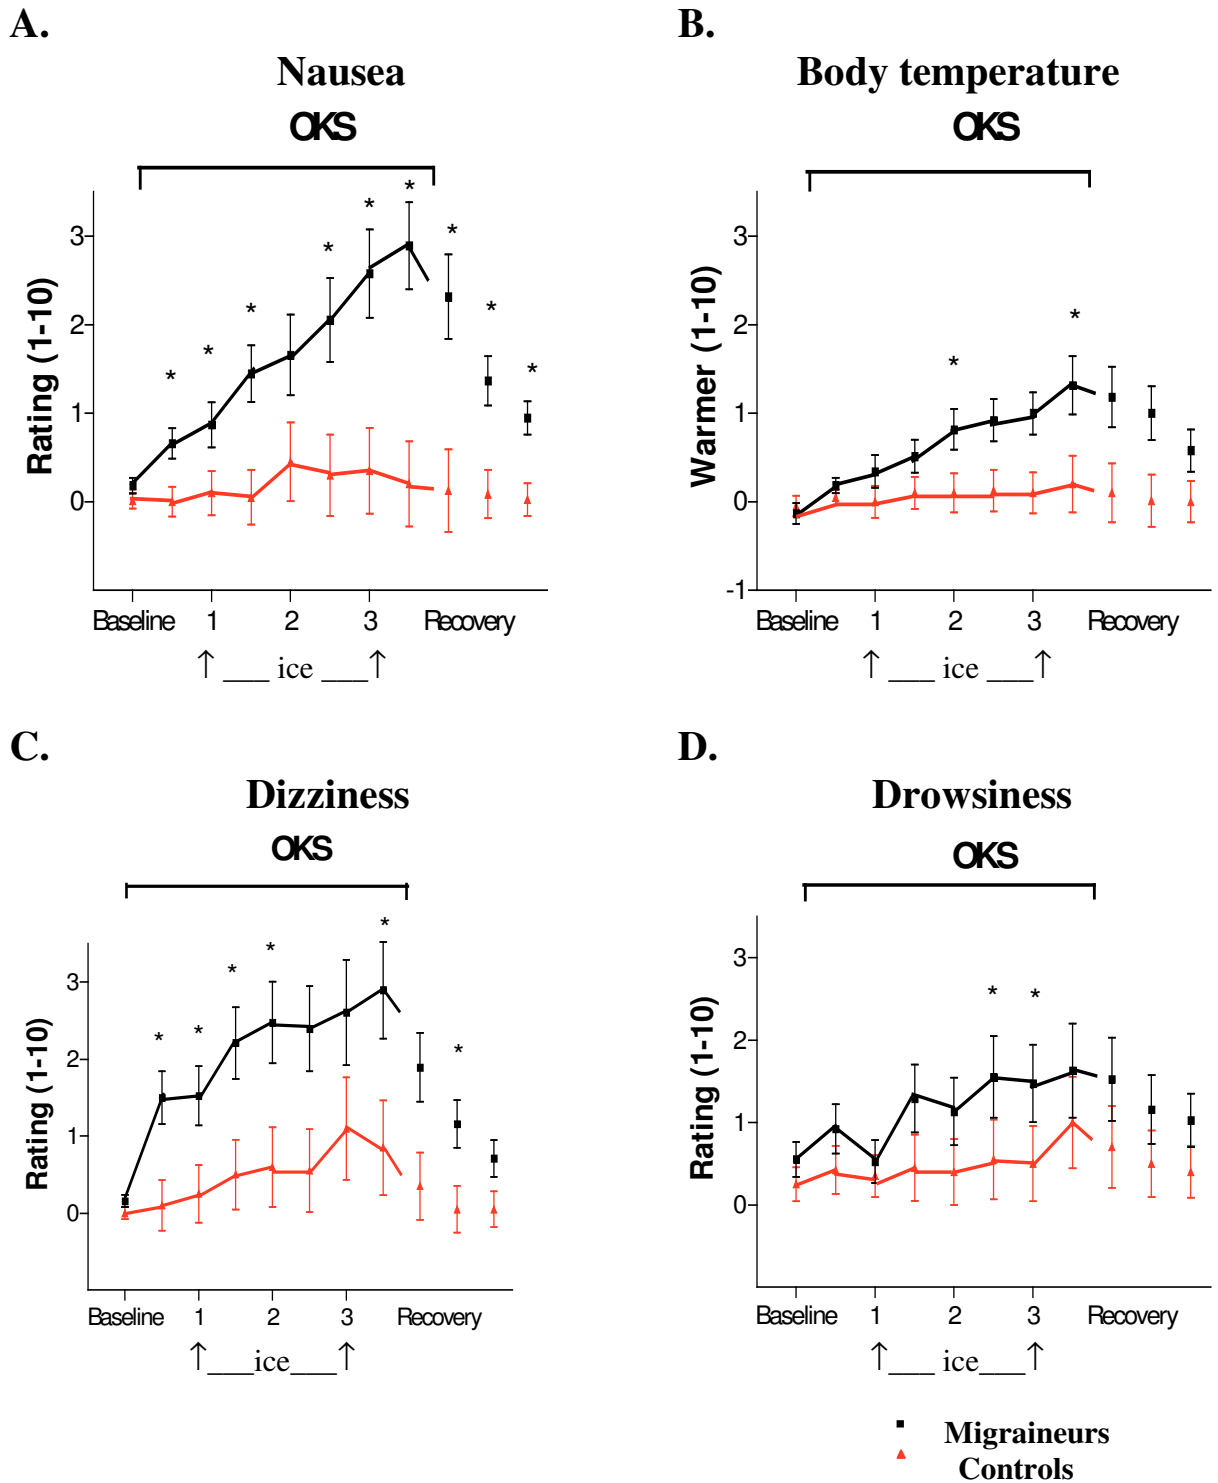 A.
Nausea
OKS
* * * * * * * * *
3
2
1
0
Rating (1-10)
Baseline 1 2 3 Recovery
↑ ___ ice ___↑
B.
Body temperature
OKS
* *
3
2
1
0
-1
Warmer (1-10)
Baseline 1 2 3 Recovery
↑ ___ ice ___↑
C.
Dizziness
OKS
* * * * * *
3
2
1
0
Rating (1-10)
Baseline 1 2 3 Recovery
↑___ice___↑
D.
Drowsiness
OKS
* *
3
2
1
0
Rating (1-10)
Baseline 1 2 3 Recovery
↑___ ice___↑
Migraineurs
Controls